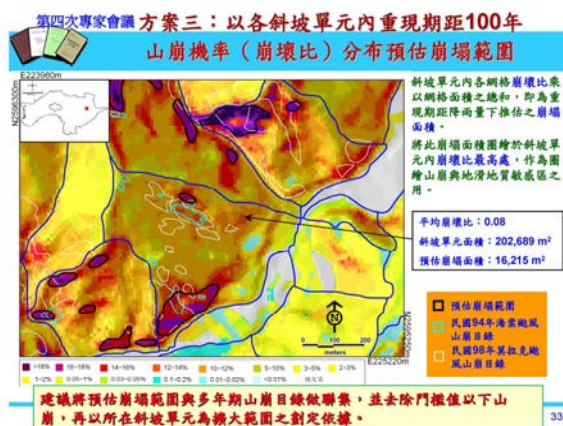 第四次專家會議 方案三：以各斜坡單元內重現期距100年
山崩機率（崩壞比）分布預估崩塌範圍
E223980m
N2596300m
斜坡單元內各網格崩壞比乘
以網格面積之總和，即為重
現期距降雨量下推估之崩塌
面積。
將此崩塌面積圈繪於斜坡單
元內崩壞比最高處，作為圈
繪山崩與地滑地質敏感區之
用。
平均崩壞比：0.08
斜坡單元面積：202,689 m²
預估崩塌面積：16,215 m²
N
0 50 100 200
meters
E225220m
預估崩塌範圍
民國94年海棠颱風
山崩目錄
民國98年莫拉克颱
風山崩目錄
>18% 16~18% 14~16% 12~14% 10~12% 5~10% 3~5% 2~3%
1~2% 0.1~0.2% 0.01~0.02% <0.01%
建議將預估崩塌範圍與多年期山崩目錄做聯集，並去除門檻值以下山
崩，再以所在斜坡單元為擴大範圍之劃定依據。
33